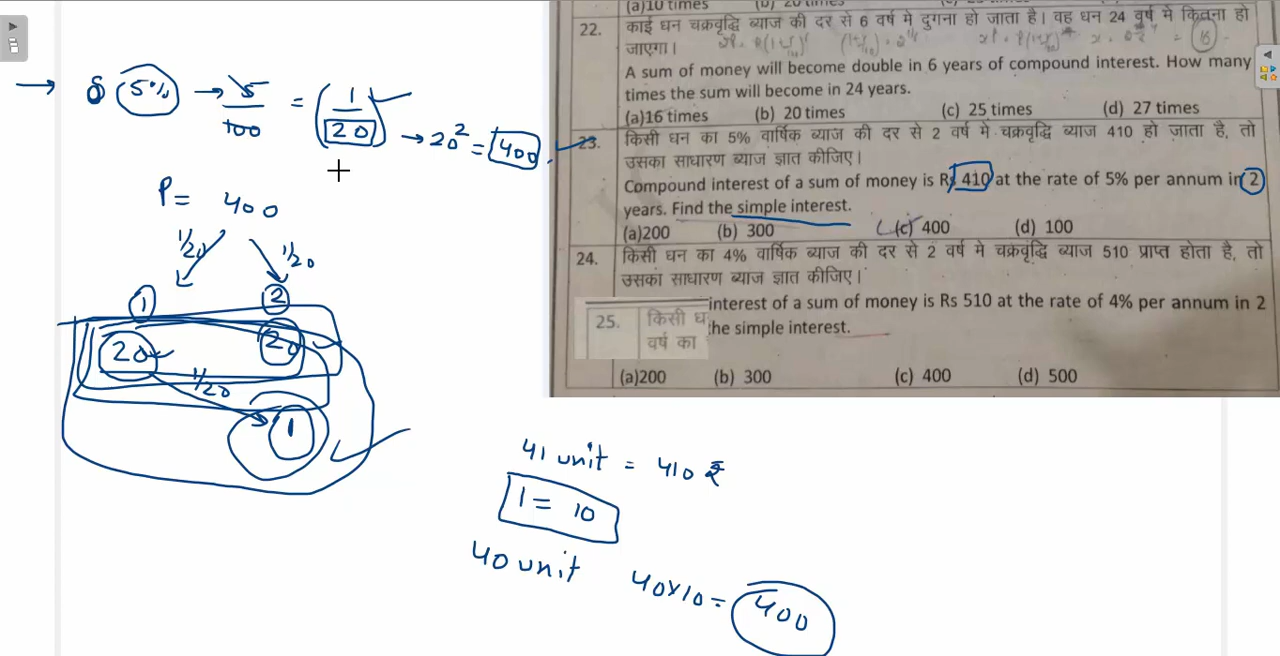 → δ 5% → 5/100 = (1/20) → 20² = 400
P = 400
1/20 1/20
① ②
20 20
1/20
1
41 unit = 410 ₹
1 = 10
40 unit 40×10 = 400
(a)10 times (b) 20 times
22. काई धन चक्रवृद्धि ब्याज की दर से 6 वर्ष मे दुगना हो जाता है। वह धन 24 वर्ष मे कितना हो
जाएगा।
A sum of money will become double in 6 years of compound interest. How many
times the sum will become in 24 years.
(a)16 times (b) 20 times (c) 25 times (d) 27 times
23. किसी धन का 5% वार्षिक ब्याज की दर से 2 वर्ष मे चक्रवृद्धि ब्याज 410 हो जाता है, तो
उसका साधारण ब्याज ज्ञात कीजिए।
Compound interest of a sum of money is Rs 410 at the rate of 5% per annum in 2
years. Find the simple interest.
(a)200 (b) 300 (c) 400 (d) 100
24. किसी धन का 4% वार्षिक ब्याज की दर से 2 वर्ष मे चक्रवृद्धि ब्याज 510 प्राप्त होता है, तो
उसका साधारण ब्याज ज्ञात कीजिए।
interest of a sum of money is Rs 510 at the rate of 4% per annum in 2
he simple interest.
25. किसी ध
वर्ष का
(a)200 (b) 300 (c) 400 (d) 500